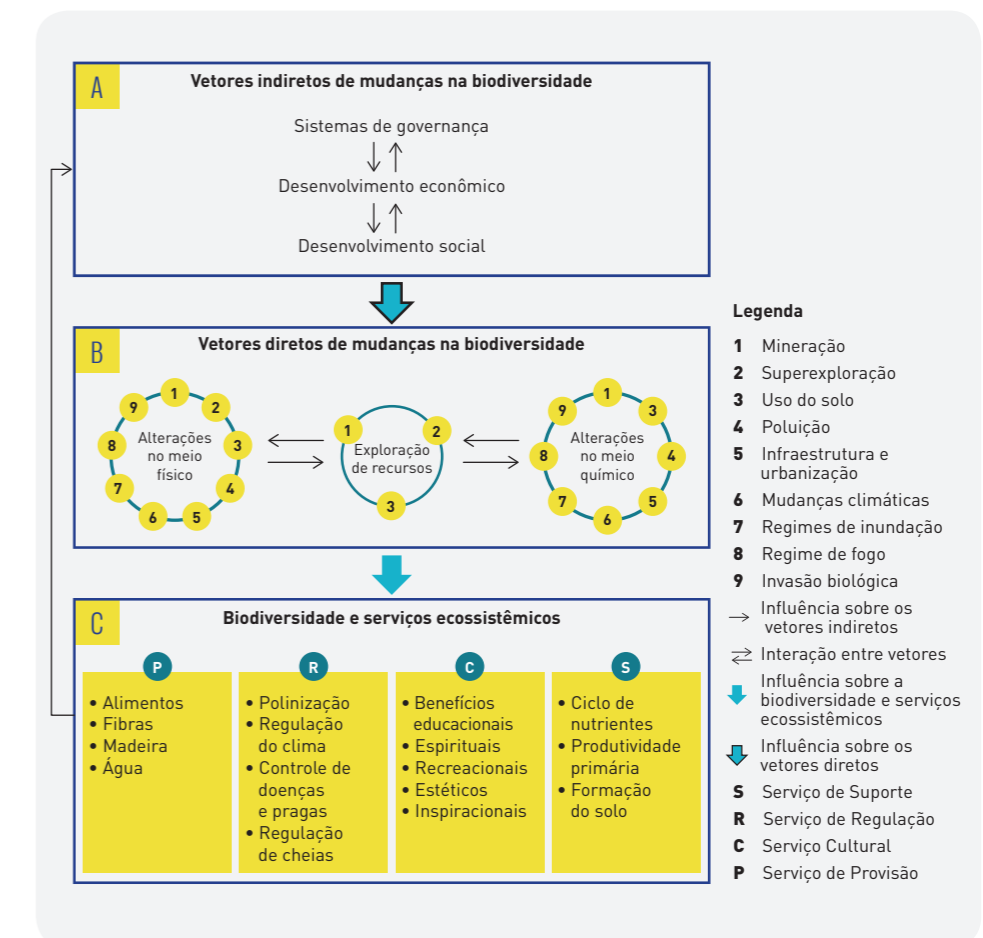 A
Vetores indiretos de mudanças na biodiversidade
Sistemas de governança
Desenvolvimento econômico
Desenvolvimento social
B
Vetores diretos de mudanças na biodiversidade
1
2
3
4
5
6
7
8
9
Alterações
no meio
físico
1
2
3
Exploração
de recursos
1
3
4
5
6
7
8
9
Alterações
no meio
químico
C
Biodiversidade e serviços ecossistêmicos
P
• Alimentos
• Fibras
• Madeira
• Água
R
• Polinização
• Regulação
do clima
• Controle de
doenças
e pragas
• Regulação
de cheias
C
• Benefícios
educacionais
• Espirituais
• Recreacionais
• Estéticos
• Inspiracionais
S
• Ciclo de
nutrientes
• Produtividade
primária
• Formação
do solo
Legenda
1 Mineração
2 Superexploração
3 Uso do solo
4 Poluição
5 Infraestrutura e
urbanização
6 Mudanças climáticas
7 Regimes de inundação
8 Regime de fogo
9 Invasão biológica
Influência sobre os
vetores indiretos
Interação entre vetores
Influência sobre a
biodiversidade e serviços
ecossistêmicos
Influência sobre os
vetores diretos
S Serviço de Suporte
R Serviço de Regulação
C Serviço Cultural
P Serviço de Provisão